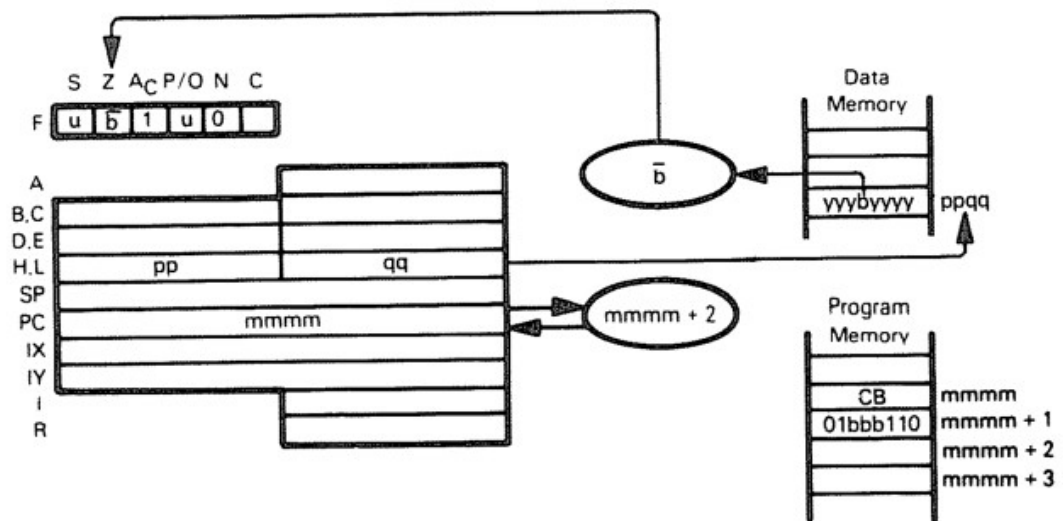 S Z AC P/O N C
F u b̄ 1 u 0
Data
Memory
b̄
yyybyyyy ppqq
A
B,C
D,E
H,L pp qq
SP
PC mmmm
IX
IY
I
R
mmmm + 2
Program
Memory
CB mmmm
01bbb110 mmmm + 1
mmmm + 2
mmmm + 3